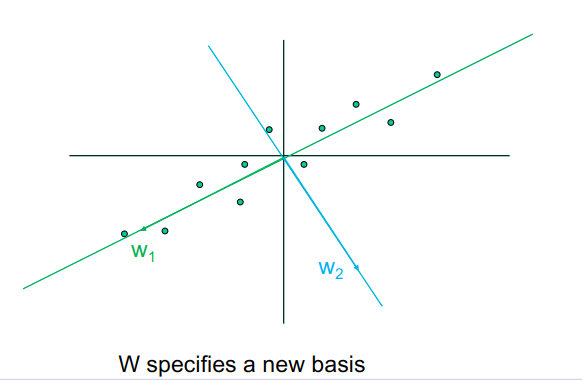 w₁
w₂
W specifies a new basis